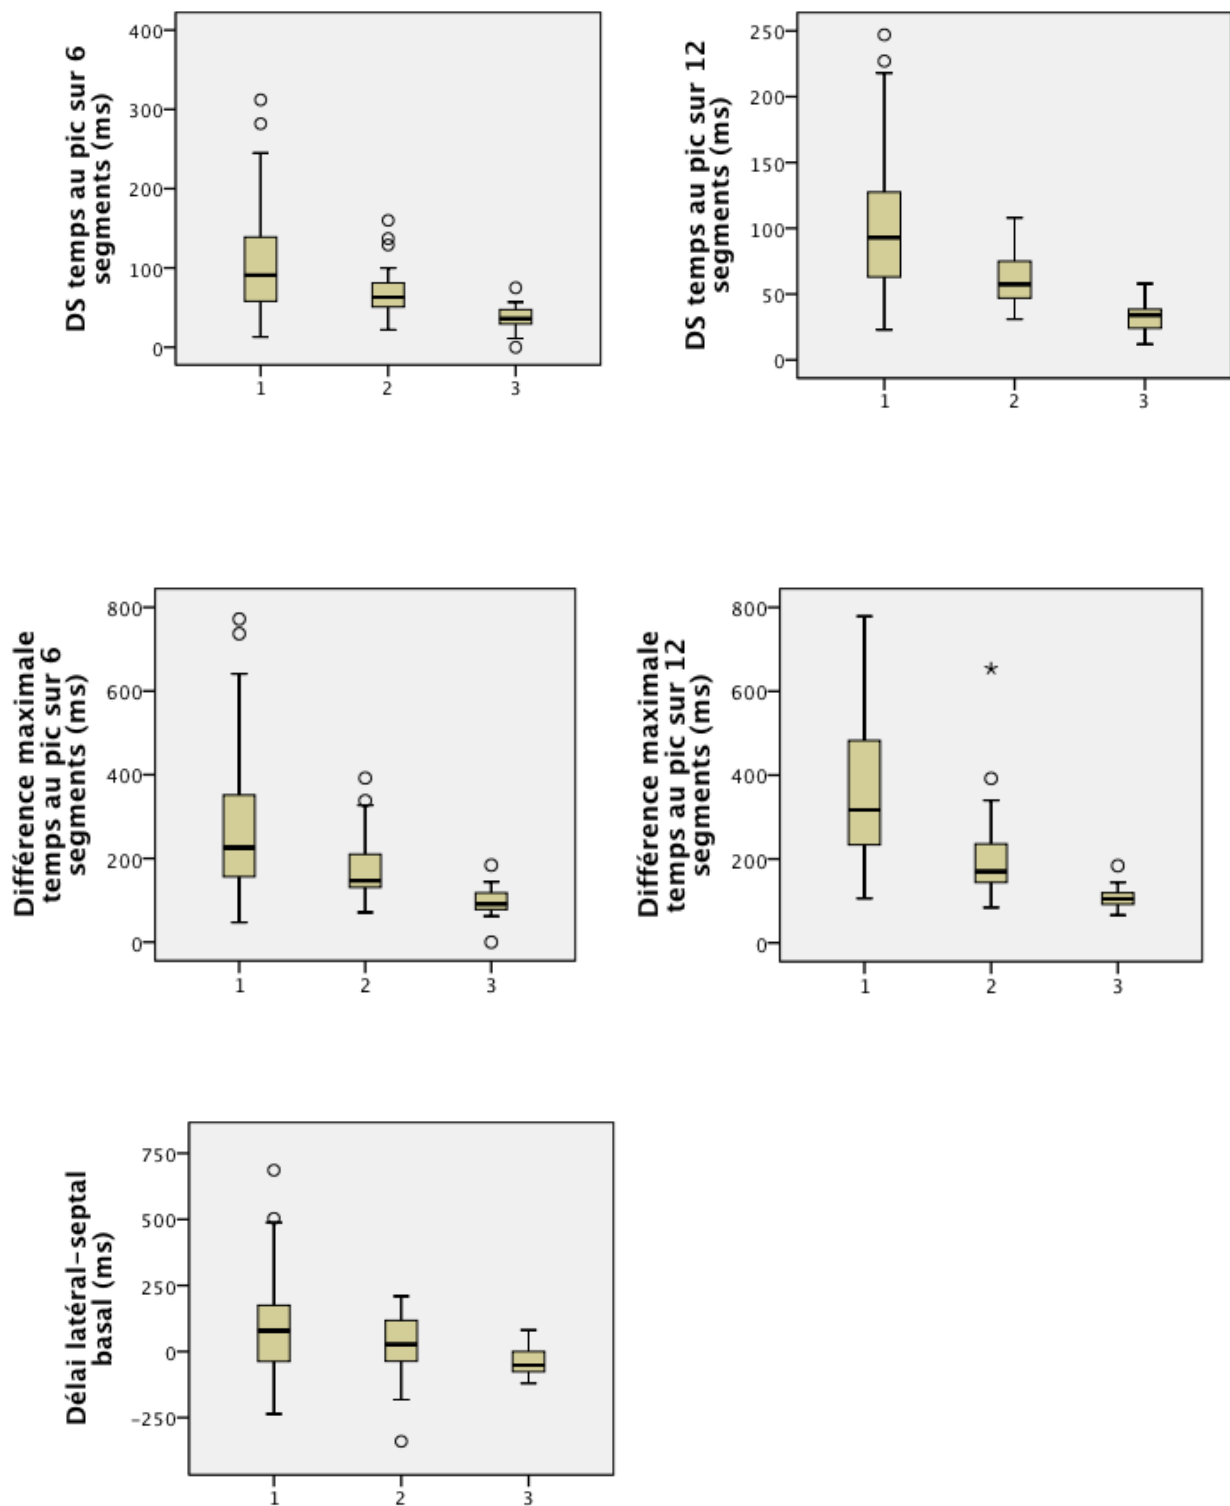 DS temps au pic sur 6
segments (ms)
400
300
200
100
0
1 2 3
DS temps au pic sur 12
segments (ms)
250
200
150
100
50
0
1 2 3
Différence maximale
temps au pic sur 6
segments (ms)
800
600
400
200
0
1 2 3
Différence maximale
temps au pic sur 12
segments (ms)
800
600
400
200
0
1 2 3
Délai latéral-septal
basal (ms)
750
500
250
0
-250
1 2 3